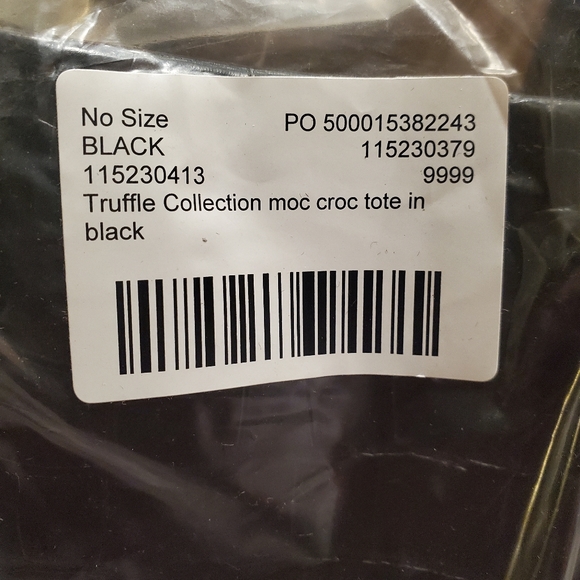 No Size PO 500015382243
BLACK 115230379
115230413 9999
Truffle Collection moc croc tote in
black